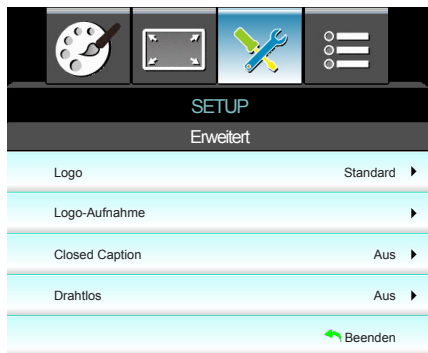 SETUP
Erweitert
Logo Standard
Logo-Aufnahme
Closed Caption Aus
Drahtlos Aus
Beenden